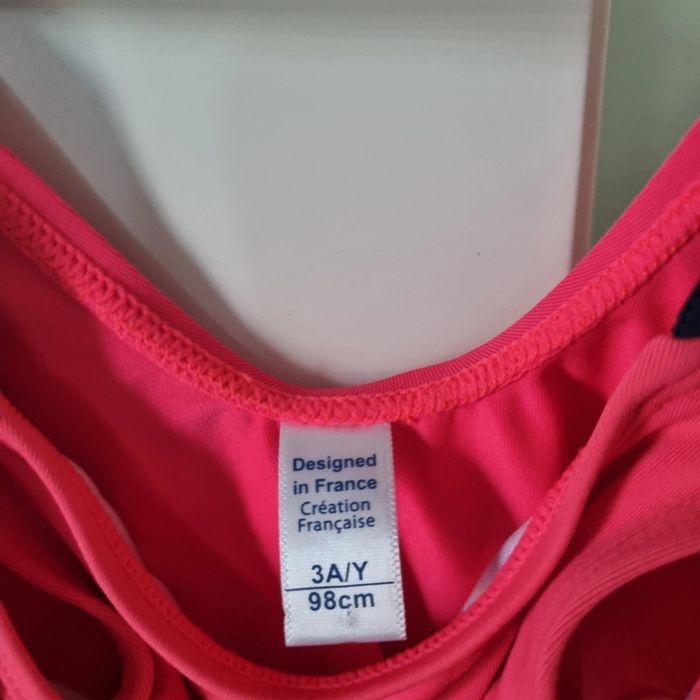 Designed
in France
Création
Française
3A/Y
98cm